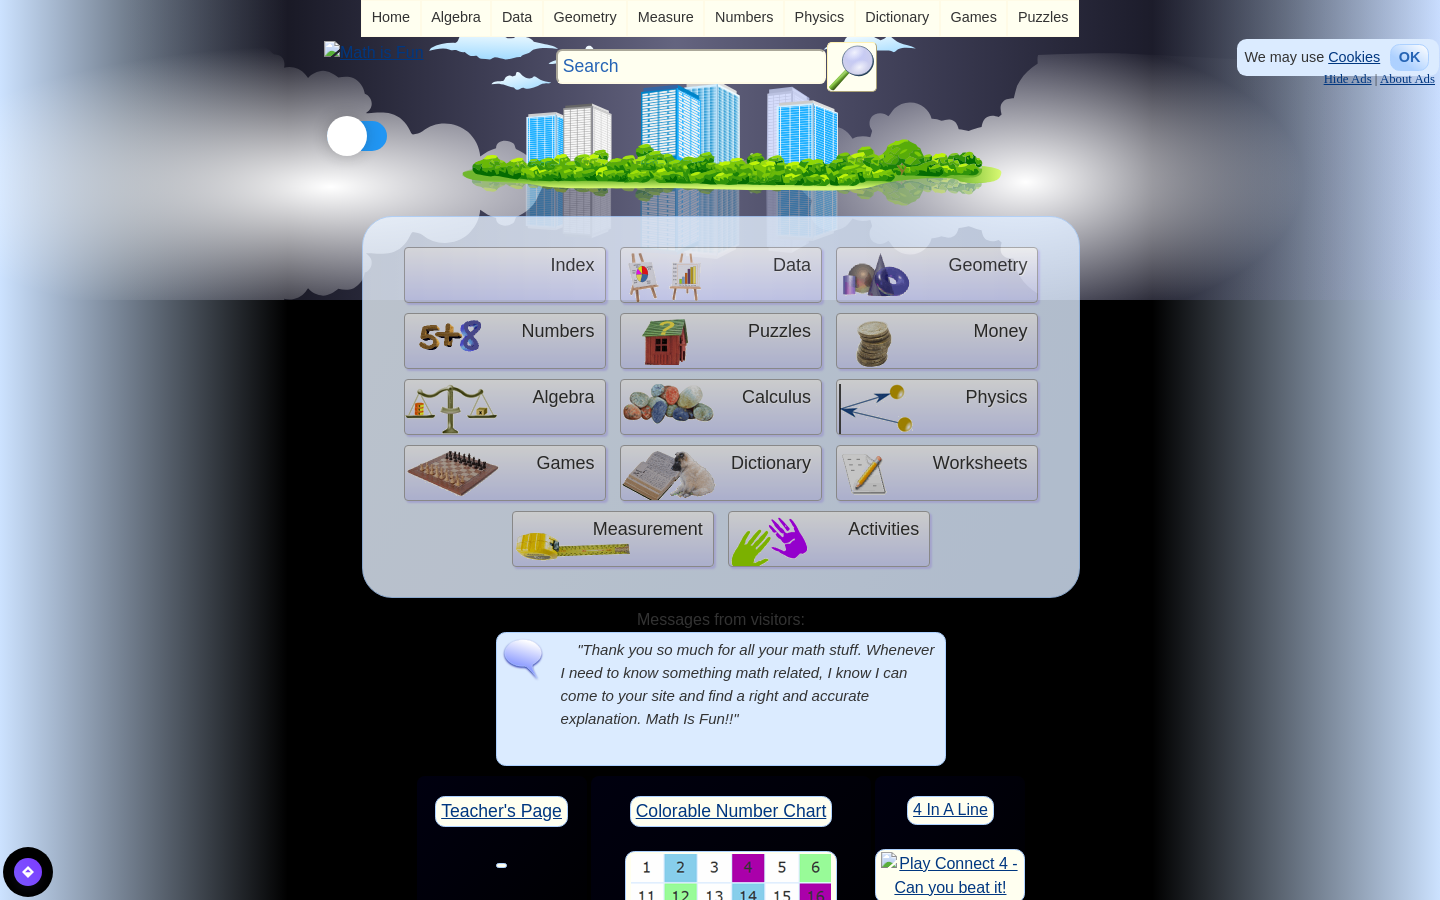 Home Algebra Data Geometry Measure Numbers Physics Dictionary Games Puzzles
Math is Fun
Search
We may use Cookies OK
Hide Ads | About Ads
Index
Data
Geometry
5+8 Numbers
? Puzzles
Money
Algebra
Calculus
Physics
Games
Dictionary
Worksheets
Measurement
Activities
Messages from visitors:
"Thank you so much for all your math stuff. Whenever
I need to know something math related, I know I can
come to your site and find a right and accurate
explanation. Math Is Fun!!"
Teacher's Page
Colorable Number Chart
4 In A Line
1 2 3 4 5 6
11 12 13 14 15 16
Play Connect 4 -
Can you beat it!